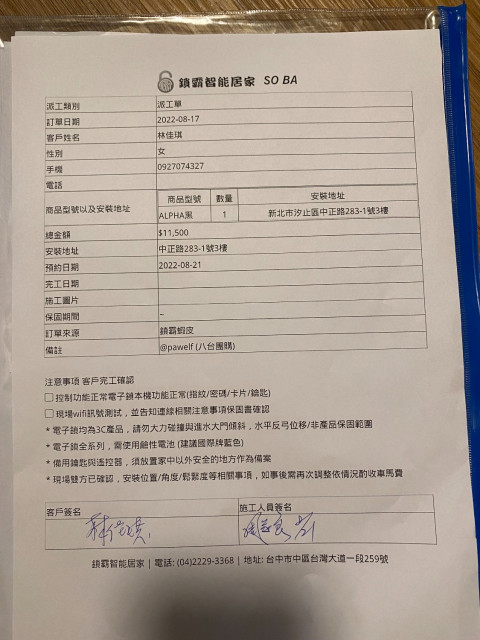 鎖霸智能居家 SO BA
派工類別 派工單
訂單日期 2022-08-17
客戶姓名 林佳琪
性別 女
手機 0927074327
電話
商品型號以及安裝地址 商品型號 數量 安裝地址
ALPHA黑 1 新北市汐止區中正路283-1號3樓
總金額 $11,500
安裝地址 中正路283-1號3樓
預約日期 2022-08-21
完工日期
施工圖片
保固期間 –
訂單來源 鎖霸蝦皮
備註 @pawelf (八台團購)
注意事項 客戶完工確認
控制功能正常電子鎖本機功能正常(指紋/密碼/卡片/鑰匙)
現場wifi訊號測試，並告知連線相關注意事項保固書確認
* 電子鎖均為3C產品，請勿大力碰撞與進水大門傾斜，水平反弓位移/非產品保固範圍
* 電子鎖全系列，需使用鹼性電池 (建議國際牌藍色)
* 備用鑰匙與遙控器，須放置家中以外安全的地方作為備案
* 現場雙方已確認，安裝位置/角度/鬆緊度等相關事項，如事後需再次調整依情況酌收車馬費
客戶簽名 施工人員簽名
林佳琪
鎖霸智能居家 | 電話: (04)2229-3368 | 地址: 台中市中區台灣大道一段259號